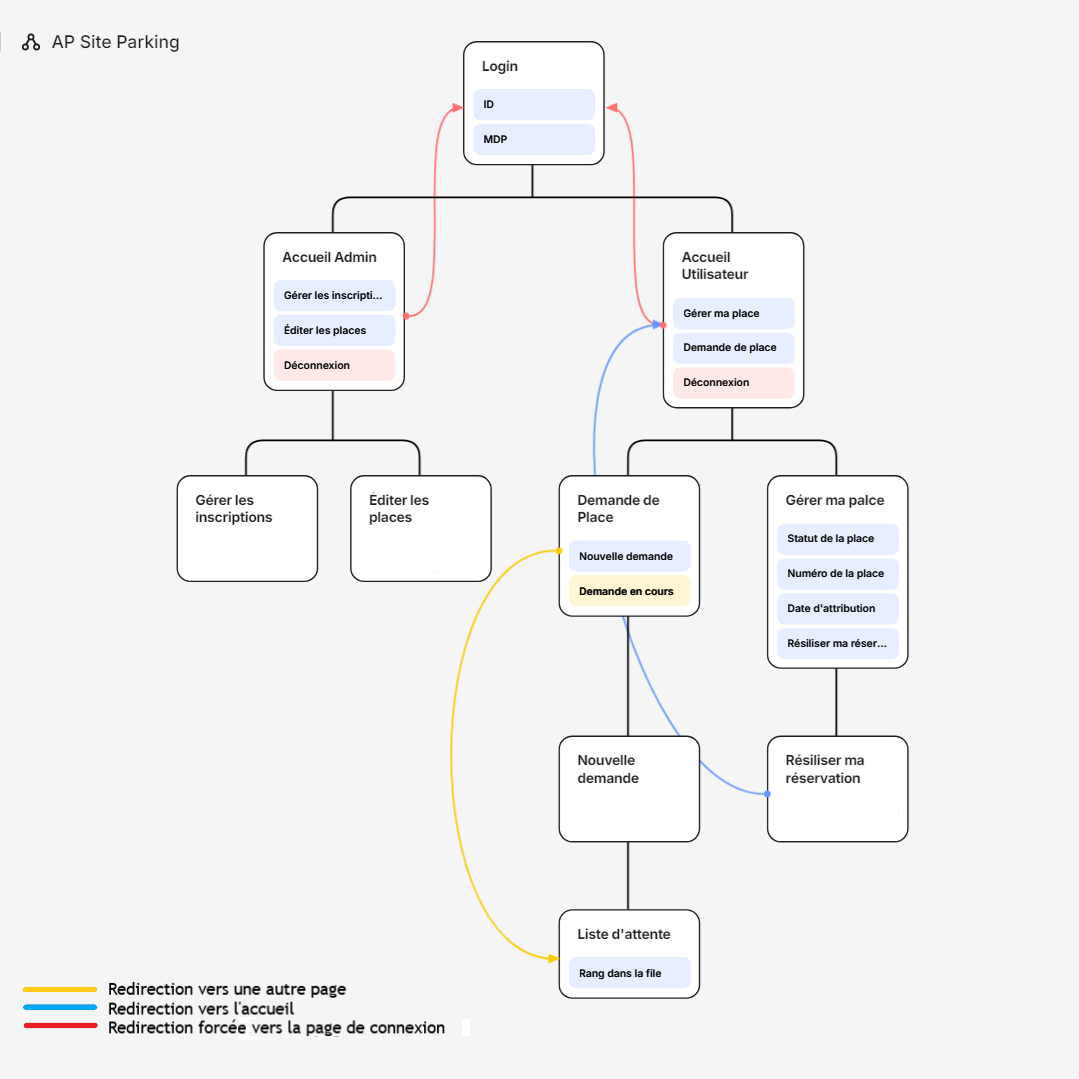 AP Site Parking
Login
ID
MDP
Accueil Admin
Gérer les inscripti...
Éditer les places
Déconnexion
Accueil
Utilisateur
Gérer ma place
Demande de place
Déconnexion
Gérer les
inscriptions
Éditer les
places
Demande de
Place
Nouvelle demande
Demande en cours
Gérer ma palce
Statut de la place
Numéro de la place
Date d'attribution
Résiliser ma réser...
Nouvelle
demande
Résiliser ma
réservation
Liste d'attente
Rang dans la file
Redirection vers une autre page
Redirection vers l'accueil
Redirection forcée vers la page de connexion